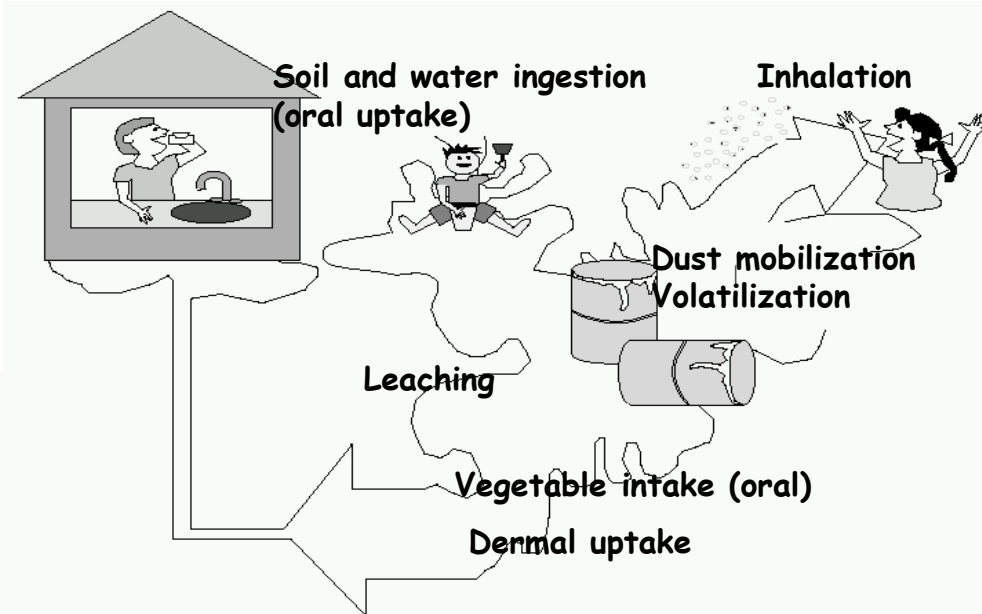 Soil and water ingestion
(oral uptake)
Inhalation
Dust mobilization
Volatilization
Leaching
Vegetable intake (oral)
Dermal uptake